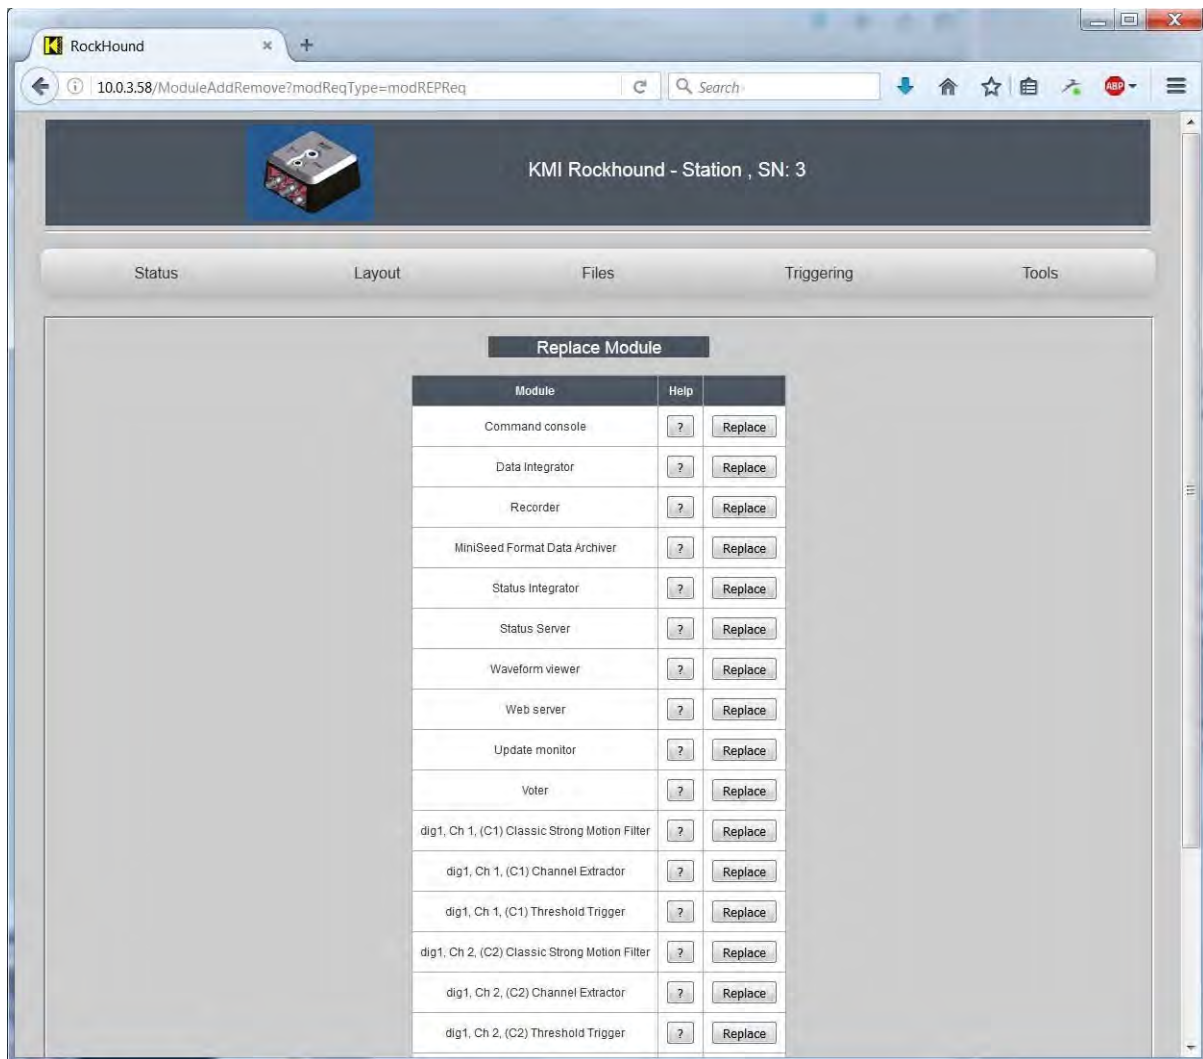 RockHound
10.0.3.58/ModuleAddRemove?modReqType=modREPReq
Search
ABP
KMI Rockhound - Station , SN: 3
Status Layout Files Triggering Tools
Replace Module
Module Help
Command console ? Replace
Data Integrator ? Replace
Recorder ? Replace
MiniSeed Format Data Archiver ? Replace
Status Integrator ? Replace
Status Server ? Replace
Waveform viewer ? Replace
Web server ? Replace
Update monitor ? Replace
Voter ? Replace
dig1, Ch 1, (C1) Classic Strong Motion Filter ? Replace
dig1, Ch 1, (C1) Channel Extractor ? Replace
dig1, Ch 1, (C1) Threshold Trigger ? Replace
dig1, Ch 2, (C2) Classic Strong Motion Filter ? Replace
dig1, Ch 2, (C2) Channel Extractor ? Replace
dig1, Ch 2, (C2) Threshold Trigger ? Replace